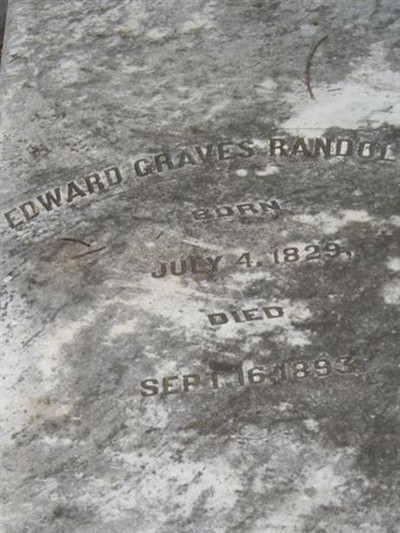 EDWARD GRAVES RANDOL
BORN
JULY 4. 1829.
DIED
SEPT. 16. 1893.